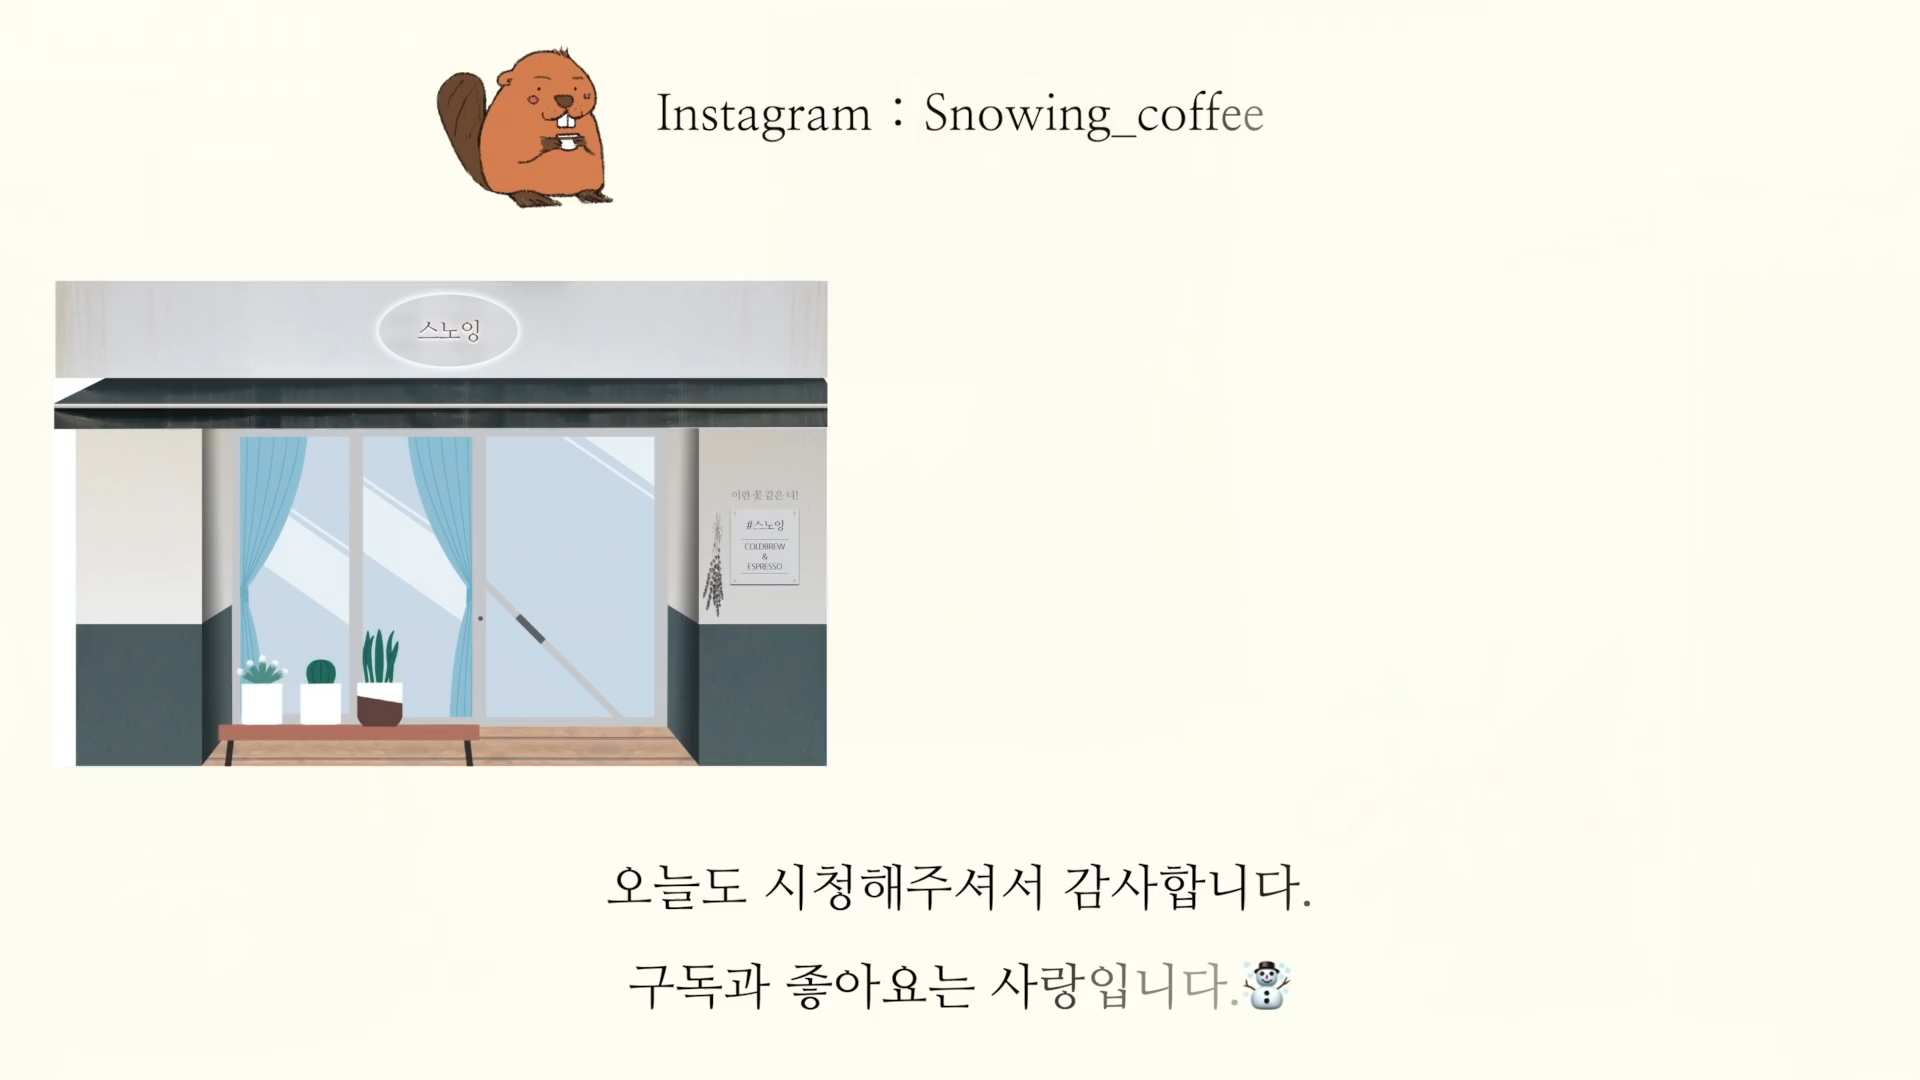 Instagram : Snowing_coffee
스노잉
이란 꽃 같은 너!
#스노잉
COLDBREW
&
ESPRESSO
오늘도 시청해주셔서 감사합니다.
구독과 좋아요는 사랑입니다.☃️